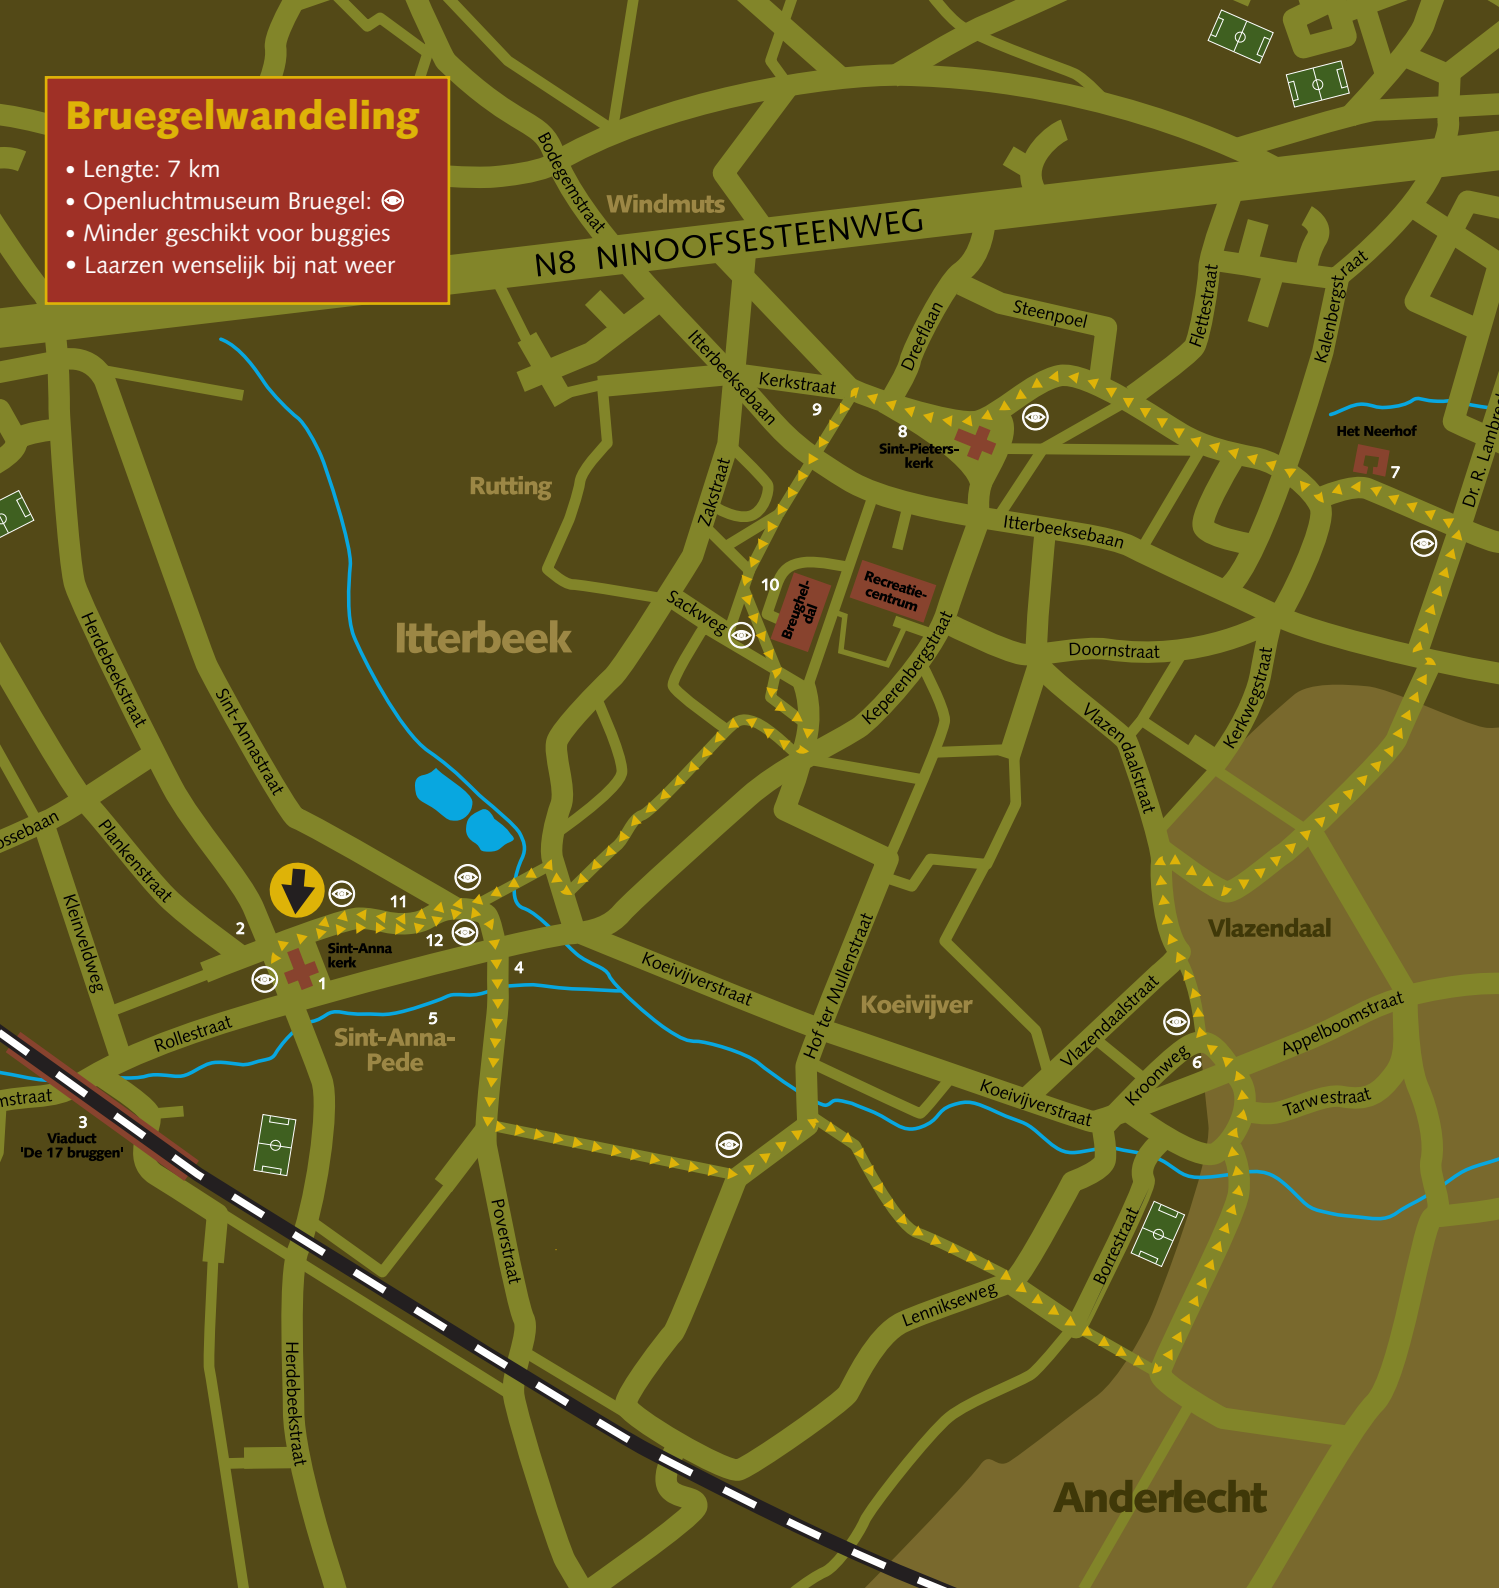 Bruegelwandeling
• Lengte: 7 km
• Openluchtmuseum Bruegel:
• Minder geschikt voor buggies
• Laarzen wenselijk bij nat weer
Bodegemstraat
Windmuts
N8 NINOOFSESTEENWEG
Steenpoel
Dreeflaan
Flettestraat
Kalenbergstraat
Itterbeeksebaan
Kerkstraat
9
8
Sint-Pieters-
kerk
Het Neerhof
7
Rutting
Zakstraat
Itterbeeksebaan
10
Breughel-
dal
Recreatie-
centrum
Sackweg
Itterbeek
Keperenbergstraat
Doornstraat
Kerkwegstraat
Herdebeekstraat
Sint-Annastraat
Vlazendaalstraat
Plankenstraat
Kleinveldweg
2
11
12
Sint-Anna
kerk
1
4
Vlazendaal
Koeivijverstraat
Hof ter Mullenstraat
Koeivijver
Vlazendaalstraat
Appelboomstraat
Rollestraat
5
Sint-Anna-
Pede
Kroonweg
6
Koeivijverstraat
Tarwestraat
3
Viaduct
'De 17 bruggen'
Poverstraat
Borrestraat
Lennikseweg
Herdebeekstraat
Anderlecht